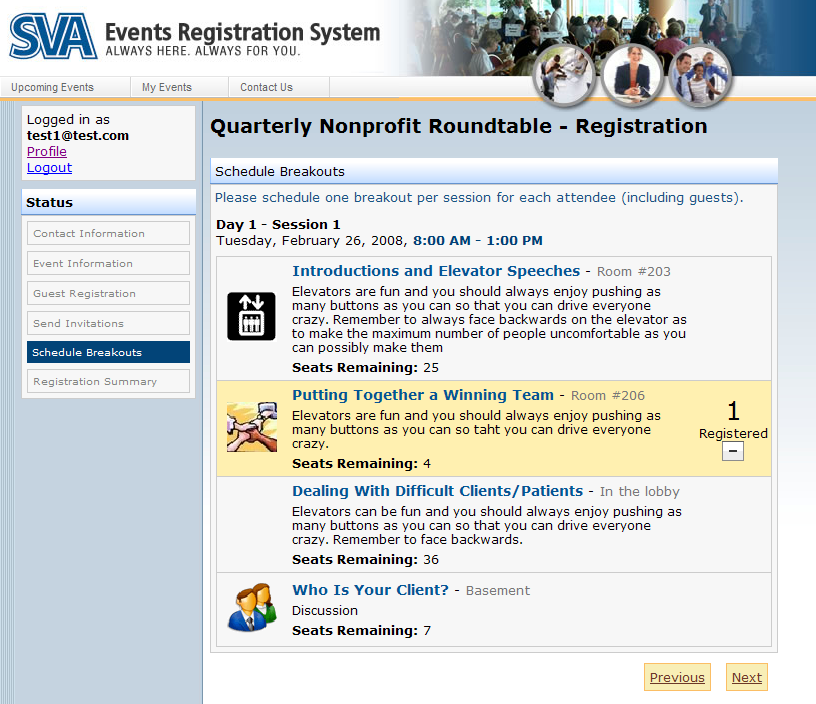 SVA Events Registration System
ALWAYS HERE. ALWAYS FOR YOU.
Upcoming Events
My Events
Contact Us
Logged in as
test1@test.com
Profile
Logout
Status
Contact Information
Event Information
Guest Registration
Send Invitations
Schedule Breakouts
Registration Summary
Quarterly Nonprofit Roundtable - Registration
Schedule Breakouts
Please schedule one breakout per session for each attendee (including guests).
Day 1 - Session 1
Tuesday, February 26, 2008, 8:00 AM - 1:00 PM
Introductions and Elevator Speeches - Room #203
Elevators are fun and you should always enjoy pushing as
many buttons as you can so that you can drive everyone
crazy. Remember to always face backwards on the elevator as
to make the maximum number of people uncomfortable as you
can possibly make them
Seats Remaining: 25
Putting Together a Winning Team - Room #206
Elevators are fun and you should always enjoy pushing as
many buttons as you can so taht you can drive everyone
crazy.
Seats Remaining: 4
1
Registered
−
Dealing With Difficult Clients/Patients - In the lobby
Elevators can be fun and you should always enjoy pushing as
many buttons as you can so that you can drive everyone
crazy. Remember to face backwards.
Seats Remaining: 36
Who Is Your Client? - Basement
Discussion
Seats Remaining: 7
Previous
Next